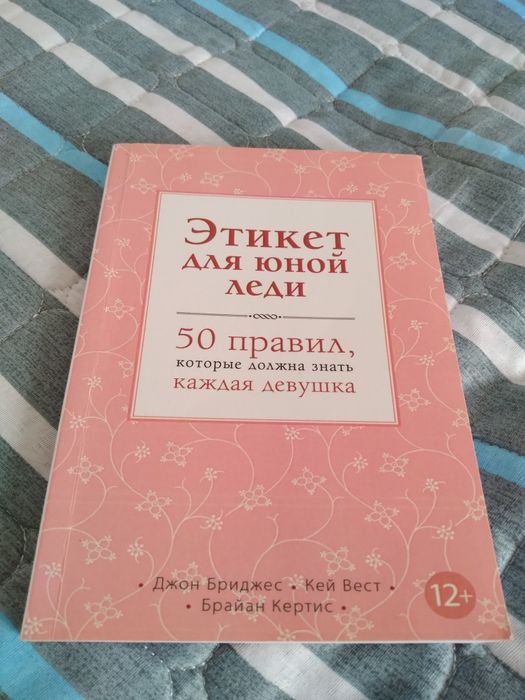 Этикет
для юной
леди
50 правил,
которые должна знать
каждая девушка
• Джон Бриджес • Кей Вест •
• Брайан Кертис •
12+